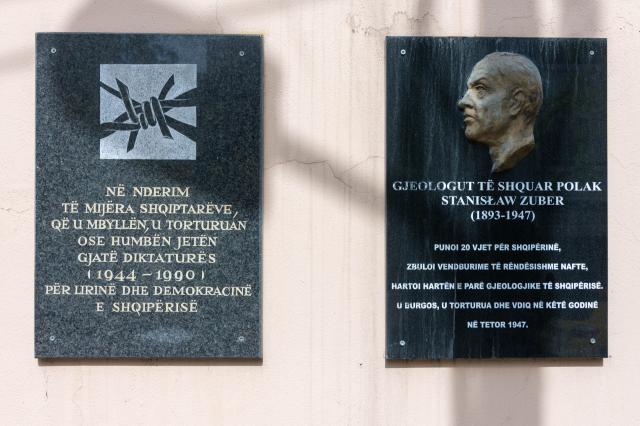 NË NDERIM
TË MIJËRA SHQIPTARËVE,
QË U MBYLLËN, U TORTURUAN
OSE HUMBËN JETËN
GJATË DIKTATURËS
(1944 – 1990)
PËR LIRINË DHE DEMOKRACINË
E SHQIPËRISË
GJEOLOGUT TË SHQUAR POLAK
STANISŁAW ZUBER
(1893-1947)
PUNOI 20 VJET PËR SHQIPËRINË,
ZBULOI VENDBURIME TË RËNDËSISHME NAFTE,
HARTOI HARTËN E PARË GJEOLOGJIKE TË SHQIPËRISË.
U BURGOS, U TORTURUA DHE VDIQ NË KËTË GODINË
NË TETOR 1947.